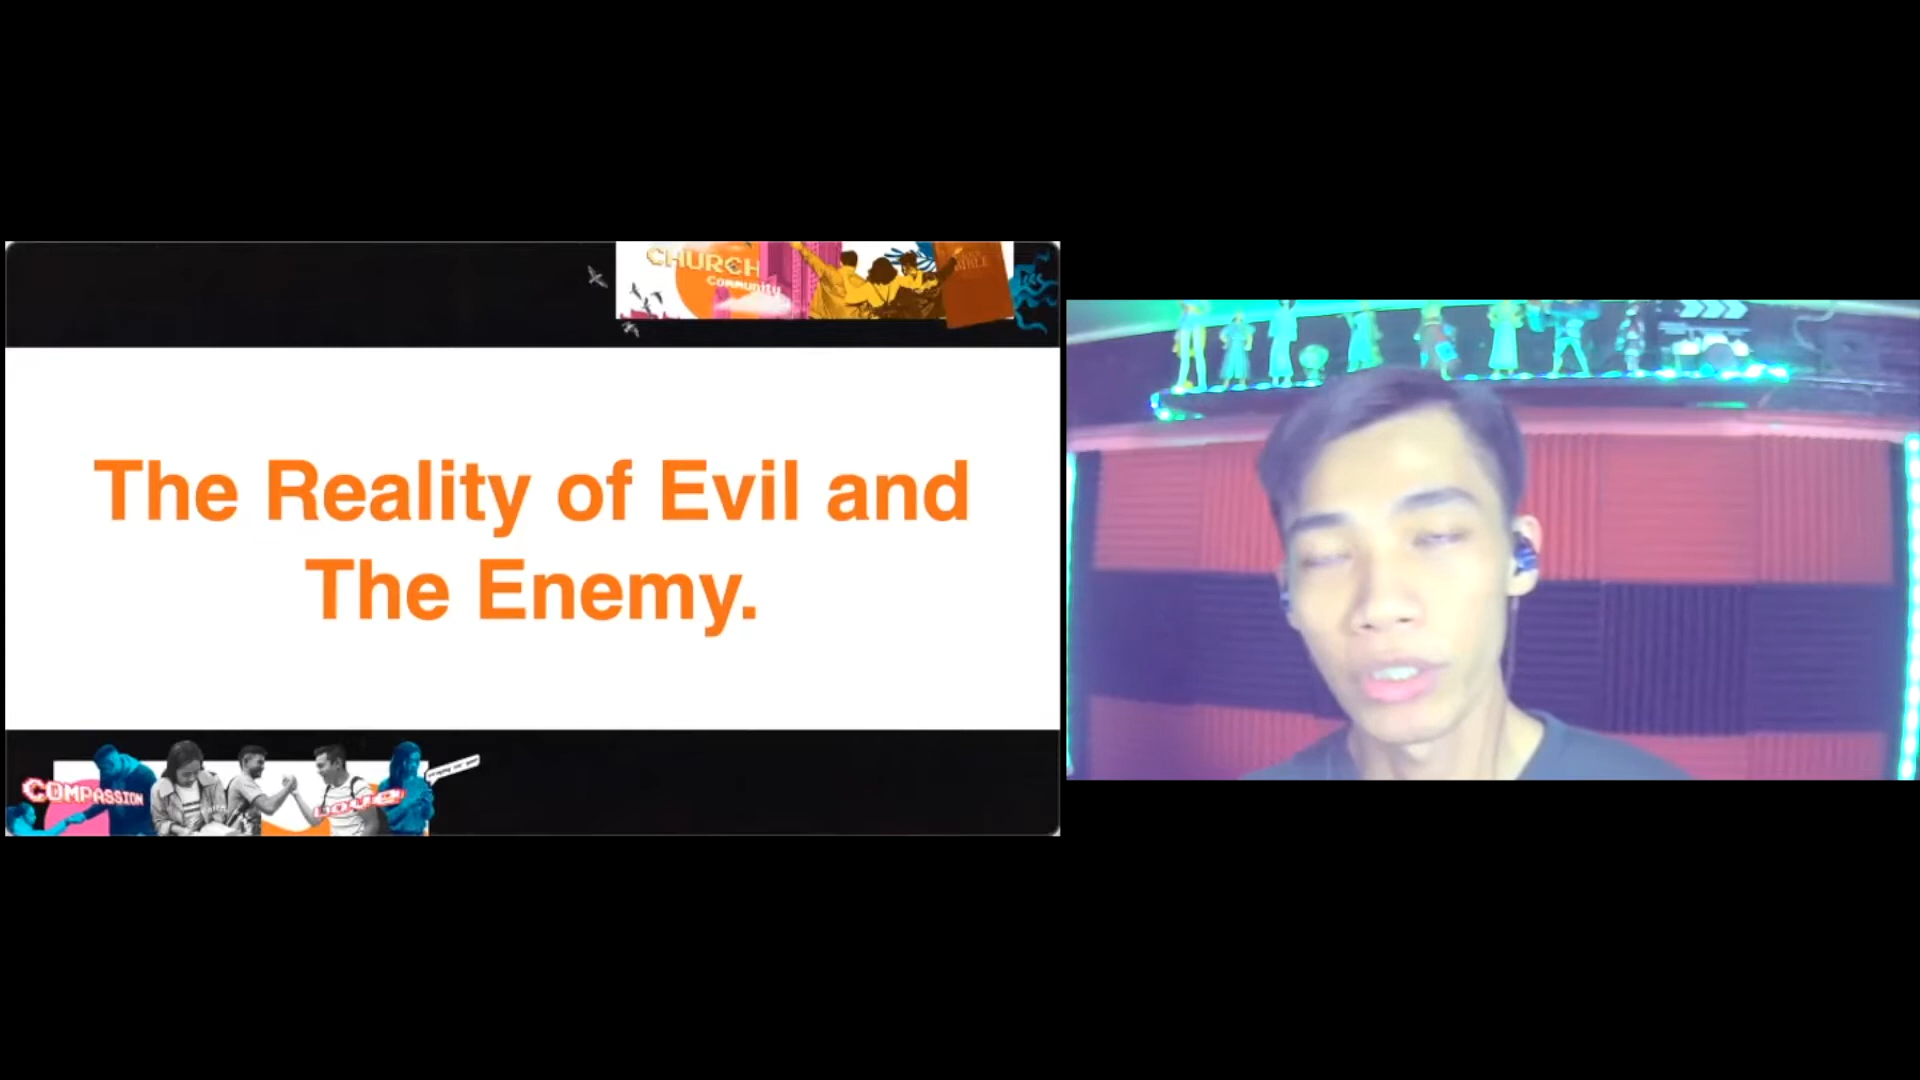 CHURCH
Community
The Reality of Evil and
The Enemy.
COMPASSION